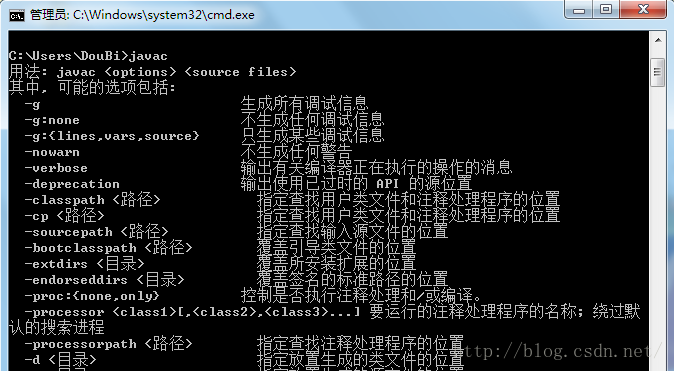 管理员: C:\Windows\system32\cmd.exe
C:\Users\DouBi>javac
用法: javac <options> <source files>
其中, 可能的选项包括:
-g 生成所有调试信息
-g:none 不生成任何调试信息
-g:{lines,vars,source} 只生成某些调试信息
-nowarn 不生成任何警告
-verbose 输出有关编译器正在执行的操作的消息
-deprecation 输出使用已过时的 API 的源位置
-classpath <路径> 指定查找用户类文件和注释处理程序的位置
-cp <路径> 指定查找用户类文件和注释处理程序的位置
-sourcepath <路径> 指定查找输入源文件的位置
-bootclasspath <路径> 覆盖引导类文件的位置
-extdirs <目录> 覆盖所安装扩展的位置
-endorseddirs <目录> 覆盖签名的标准路径的位置
-proc:{none,only} 控制是否执行注释处理和/或编译。
-processor <class1>[,<class2>,<class3>...] 要运行的注释处理程序的名称; 绕过默
认的搜索进程
-processorpath <路径> 指定查找注释处理程序的位置
-d <目录> 指定放置生成的类文件的位置
http://blog.csdn.net/